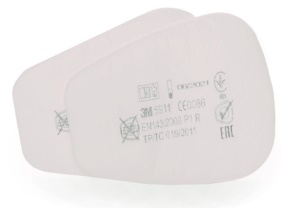 3M 5911 CE0086
EN143:2000 P1 R
TP TC 019/2011
EAC